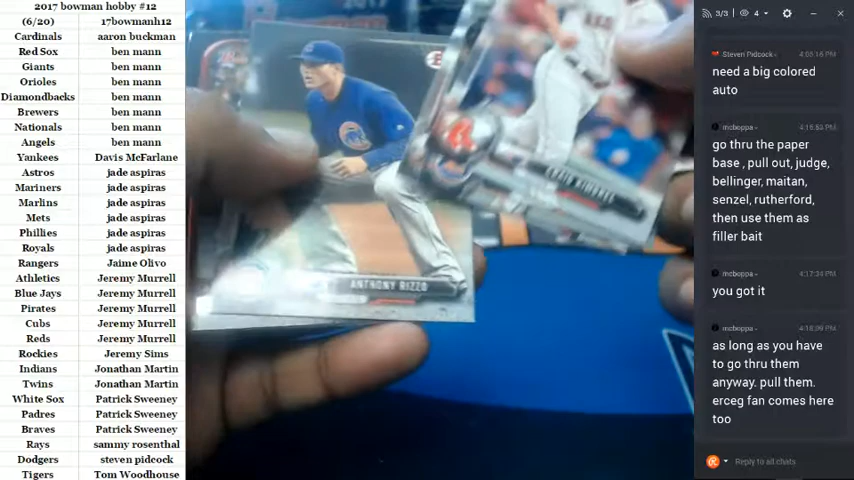 2017 bowman hobby #12
(6/20) 17bowmanh12
Cardinals aaron buckman
Red Sox ben mann
Giants ben mann
Orioles ben mann
Diamondbacks ben mann
Brewers ben mann
Nationals ben mann
Angels ben mann
Yankees Davis McFarlane
Astros jade aspiras
Mariners jade aspiras
Marlins jade aspiras
Mets jade aspiras
Phillies jade aspiras
Royals jade aspiras
Rangers Jaime Olivo
Athletics Jeremy Murrell
Blue Jays Jeremy Murrell
Pirates Jeremy Murrell
Cubs Jeremy Murrell
Reds Jeremy Murrell
Rockies Jeremy Sims
Indians Jonathan Martin
Twins Jonathan Martin
White Sox Patrick Sweeney
Padres Patrick Sweeney
Braves Patrick Sweeney
Rays sammy rosenthal
Dodgers steven pidcock
Tigers Tom Woodhouse
ANTHONY RIZZO
CRAIG KIMBREL
3/3 4
Steven Pidcock
need a big colored
auto
mcboppa
go thru the paper
base , pull out, judge,
bellinger, maitan,
senzel, rutherford,
then use them as
filler bait
mcboppa 4:17:34 PM
you got it
mcboppa
as long as you have
to go thru them
anyway. pull them.
erceg fan comes here
too
Reply to all chats